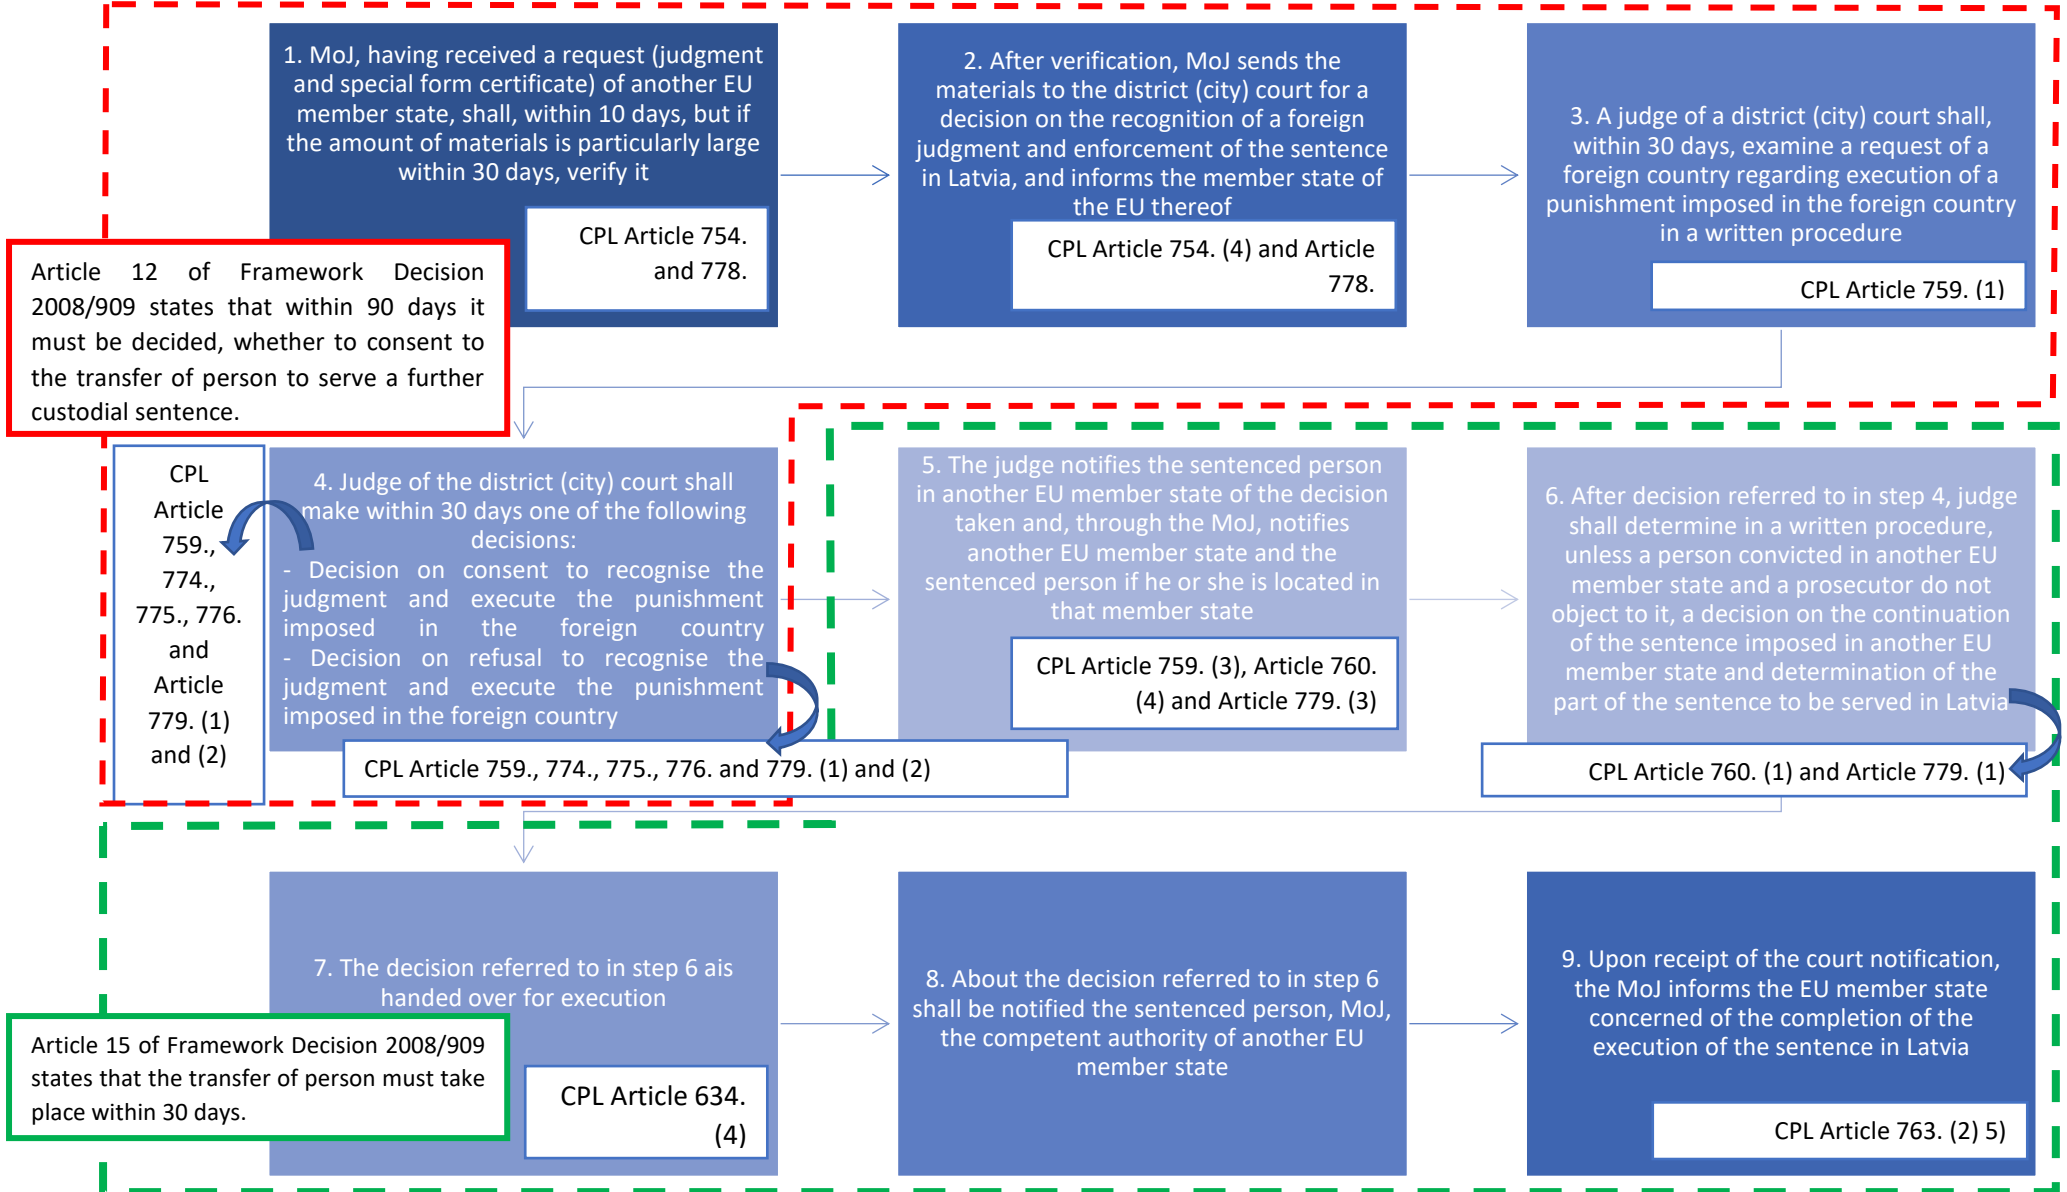 1. MoJ, having received a request (judgment
and special form certificate) of another EU
member state, shall, within 10 days, but if
the amount of materials is particularly large
within 30 days, verify it
CPL Article 754.
and 778.
2. After verification, MoJ sends the
materials to the district (city) court for a
decision on the recognition of a foreign
judgment and enforcement of the sentence
in Latvia, and informs the member state of
the EU thereof
CPL Article 754. (4) and Article
778.
3. A judge of a district (city) court shall,
within 30 days, examine a request of a
foreign country regarding execution of a
punishment imposed in the foreign country
in a written procedure
CPL Article 759. (1)
Article 12 of Framework Decision
2008/909 states that within 90 days it
must be decided, whether to consent to
the transfer of person to serve a further
custodial sentence.
CPL
Article
759.,
774.,
775., 776.
and
Article
779. (1)
and (2)
4. Judge of the district (city) court shall
make within 30 days one of the following
decisions:
- Decision on consent to recognise the
judgment and execute the punishment
imposed in the foreign country
- Decision on refusal to recognise the
judgment and execute the punishment
imposed in the foreign country
CPL Article 759., 774., 775., 776. and 779. (1) and (2)
5. The judge notifies the sentenced person
in another EU member state of the decision
taken and, through the MoJ, notifies
another EU member state and the
sentenced person if he or she is located in
that member state
CPL Article 759. (3), Article 760.
(4) and Article 779. (3)
6. After decision referred to in step 4, judge
shall determine in a written procedure,
unless a person convicted in another EU
member state and a prosecutor do not
object to it, a decision on the continuation
of the sentence imposed in another EU
member state and determination of the
part of the sentence to be served in Latvia
CPL Article 760. (1) and Article 779. (1)
7. The decision referred to in step 6 ais
handed over for execution
CPL Article 634.
(4)
Article 15 of Framework Decision 2008/909
states that the transfer of person must take
place within 30 days.
8. About the decision referred to in step 6
shall be notified the sentenced person, MoJ,
the competent authority of another EU
member state
9. Upon receipt of the court notification,
the MoJ informs the EU member state
concerned of the completion of the
execution of the sentence in Latvia
CPL Article 763. (2) 5)